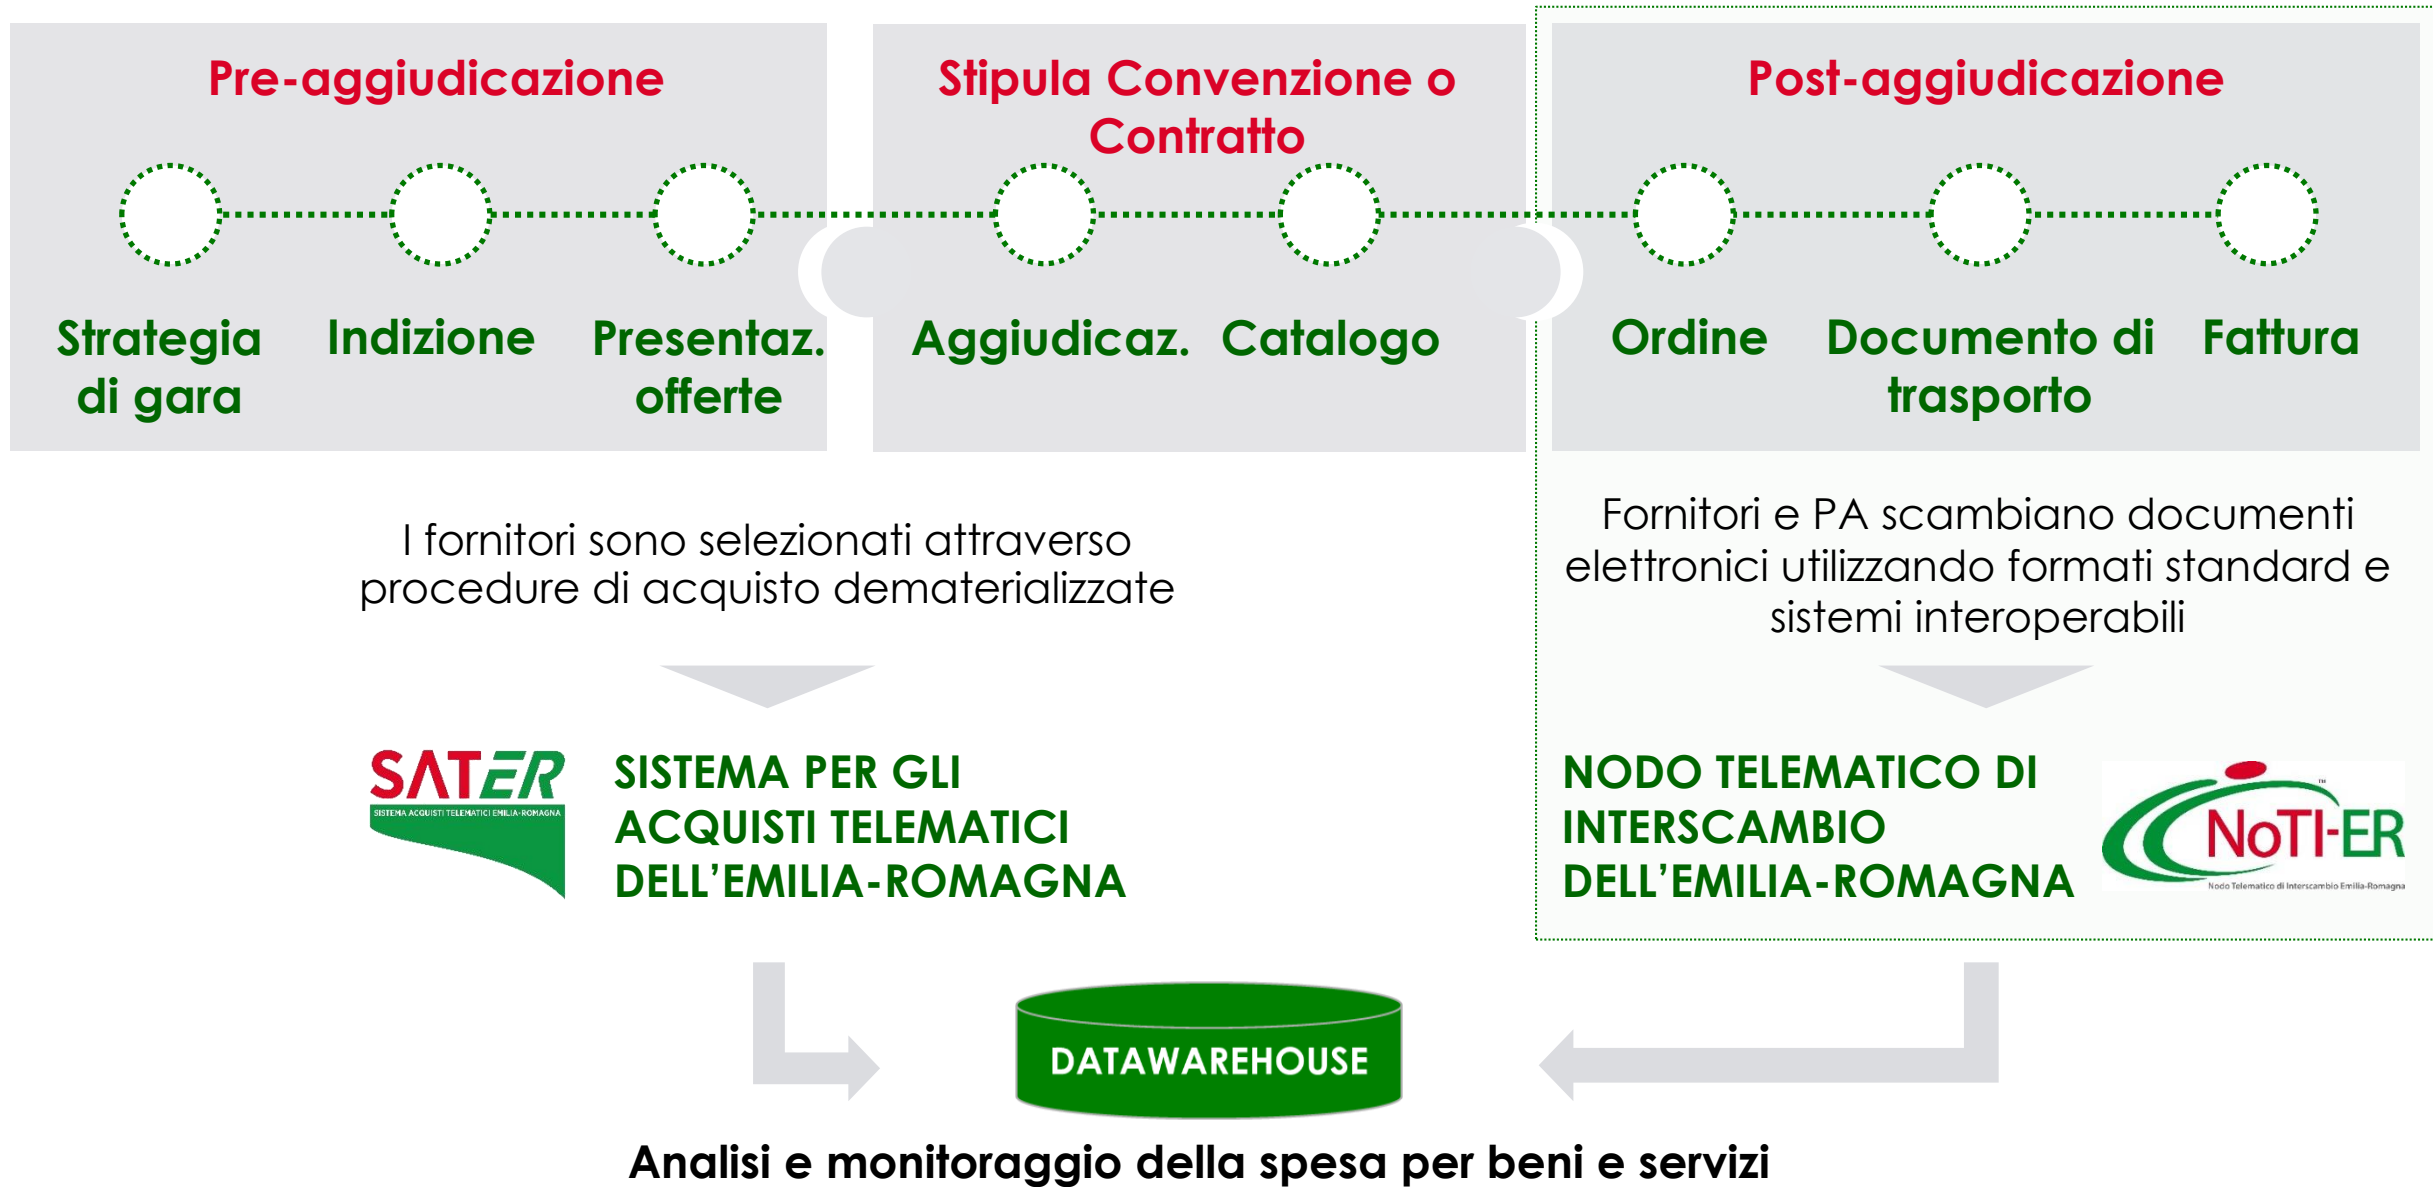 Pre-aggiudicazione
Stipula Convenzione o
Contratto
Post-aggiudicazione
Strategia
di gara
Indizione
Presentaz.
offerte
Aggiudicaz.
Catalogo
Ordine
Documento di
trasporto
Fattura
I fornitori sono selezionati attraverso
procedure di acquisto dematerializzate
Fornitori e PA scambiano documenti
elettronici utilizzando formati standard e
sistemi interoperabili
SATER
SISTEMA ACQUISTI TELEMATICI EMILIA-ROMAGNA
SISTEMA PER GLI
ACQUISTI TELEMATICI
DELL’EMILIA-ROMAGNA
NODO TELEMATICO DI
INTERSCAMBIO
DELL’EMILIA-ROMAGNA
NoTI-ER
™
Nodo Telematico di Interscambio Emilia-Romagna
DATAWAREHOUSE
Analisi e monitoraggio della spesa per beni e servizi